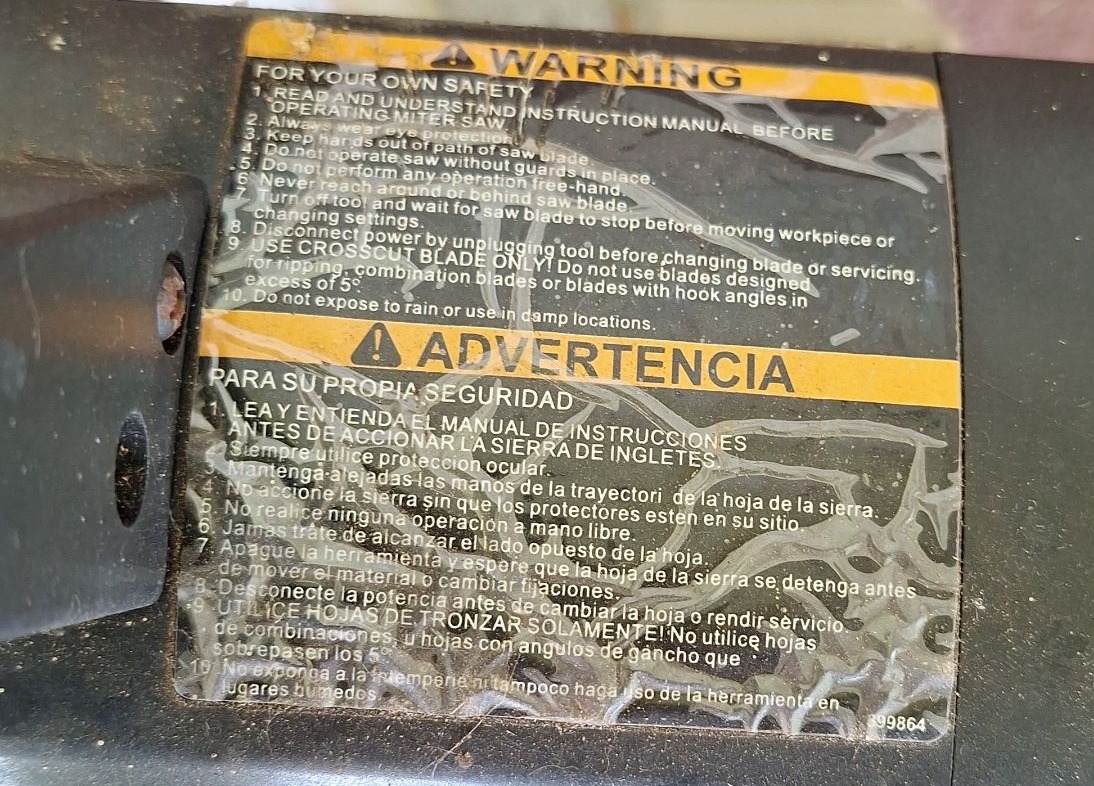 WARNING
FOR YOUR OWN SAFETY
1. READ AND UNDERSTAND INSTRUCTION MANUAL BEFORE
OPERATING MITER SAW.
2. Always wear eye protection.
3. Keep hands out of path of saw blade.
4. Do not operate saw without guards in place.
5. Do not perform any operation free-hand.
6 Never reach around or behind saw blade.
7. Turn off tool and wait for saw blade to stop before moving workpiece or
changing settings.
8. Disconnect power by unplugging tool before changing blade or servicing.
9. USE CROSSCUT BLADE ONLY! Do not use blades designed
for ripping, combination blades or blades with hook angles in
excess of 5°.
10. Do not expose to rain or use in damp locations.
ADVERTENCIA
PARA SU PROPIA SEGURIDAD
1. LEA Y ENTIENDA EL MANUAL DE INSTRUCCIONES
ANTES DE ACCIONAR LA SIERRA DE INGLETES.
2. Siempre utilice proteccion ocular.
3. Mantenga alejadas las manos de la trayectori de la hoja de la sierra.
4. No accione la sierra sin que los protectores esten en su sitio.
5. No realice ninguna operación a mano libre.
6. Jamas trate de alcanzar el lado opuesto de la hoja.
7. Apague la herramienta y espere que la hoja de la sierra se detenga antes
de mover el material o cambiar fijaciones.
8. Desconecte la potencia antes de cambiar la hoja o rendir servicio.
9. UTILICE HOJAS DE TRONZAR SOLAMENTE! No utilice hojas
de combinaciones, u hojas con angulos de gancho que
sobrepasen los 5°.
10. No exponga a la intemperie ni tampoco haga uso de la herramienta en
lugares humedos.
399864